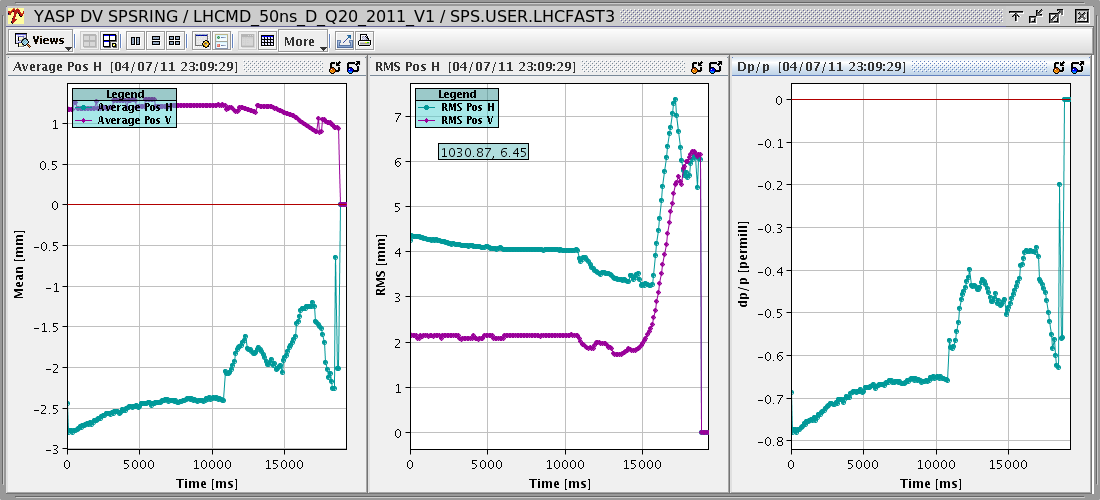 YASP DV SPSRING / LHCMD_50ns_D_Q20_2011_V1 / SPS.USER.LHCFAST3
Views
More
Average Pos H [04/07/11 23:09:29]
Legend
Average Pos H
Average Pos V
1
0.5
0
-0.5
-1
-1.5
-2
-2.5
-3
Mean [mm]
0 5000 10000 15000
Time [ms]
RMS Pos H [04/07/11 23:09:29]
Legend
RMS Pos H
RMS Pos V
1030.87, 6.45
7
6
5
4
3
2
1
0
RMS [mm]
0 5000 10000 15000
Time [ms]
Dp/p [04/07/11 23:09:29]
0
-0.1
-0.2
-0.3
-0.4
-0.5
-0.6
-0.7
-0.8
dp/p [permill]
0 5000 10000 15000
Time [ms]